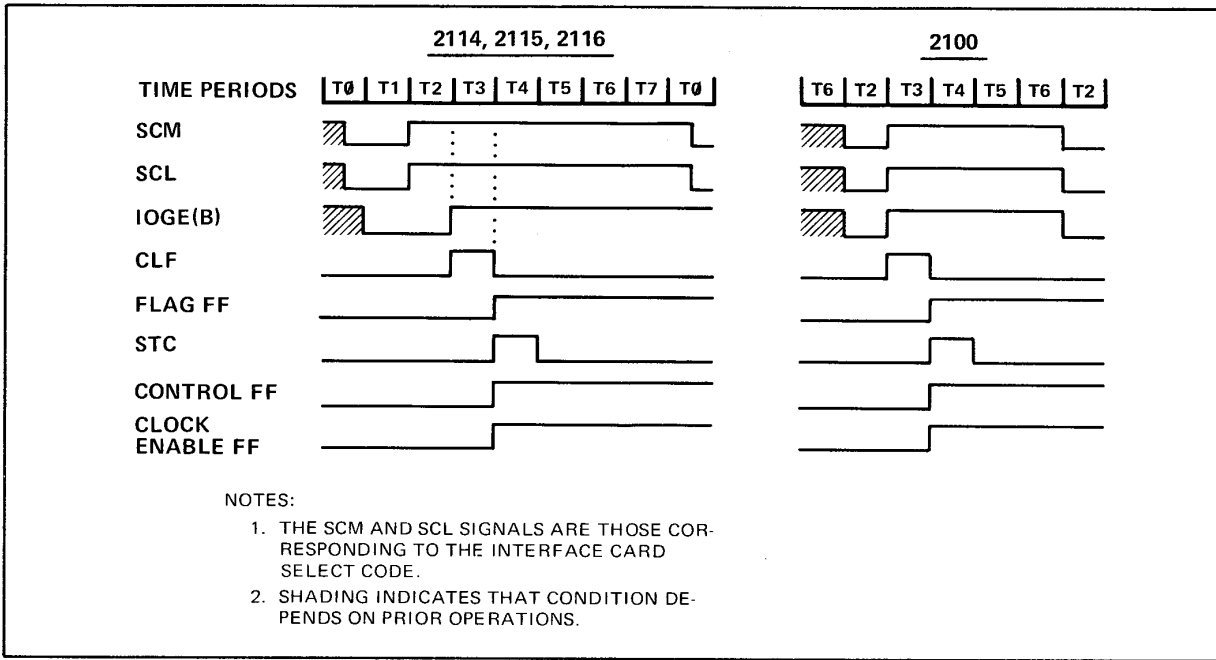 2114, 2115, 2116
2100
TIME PERIODS TØ T1 T2 T3 T4 T5 T6 T7 TØ T6 T2 T3 T4 T5 T6 T2
SCM
SCL
IOGE(B)
CLF
FLAG FF
STC
CONTROL FF
CLOCK
ENABLE FF
NOTES:
1. THE SCM AND SCL SIGNALS ARE THOSE COR-
RESPONDING TO THE INTERFACE CARD
SELECT CODE.
2. SHADING INDICATES THAT CONDITION DE-
PENDS ON PRIOR OPERATIONS.